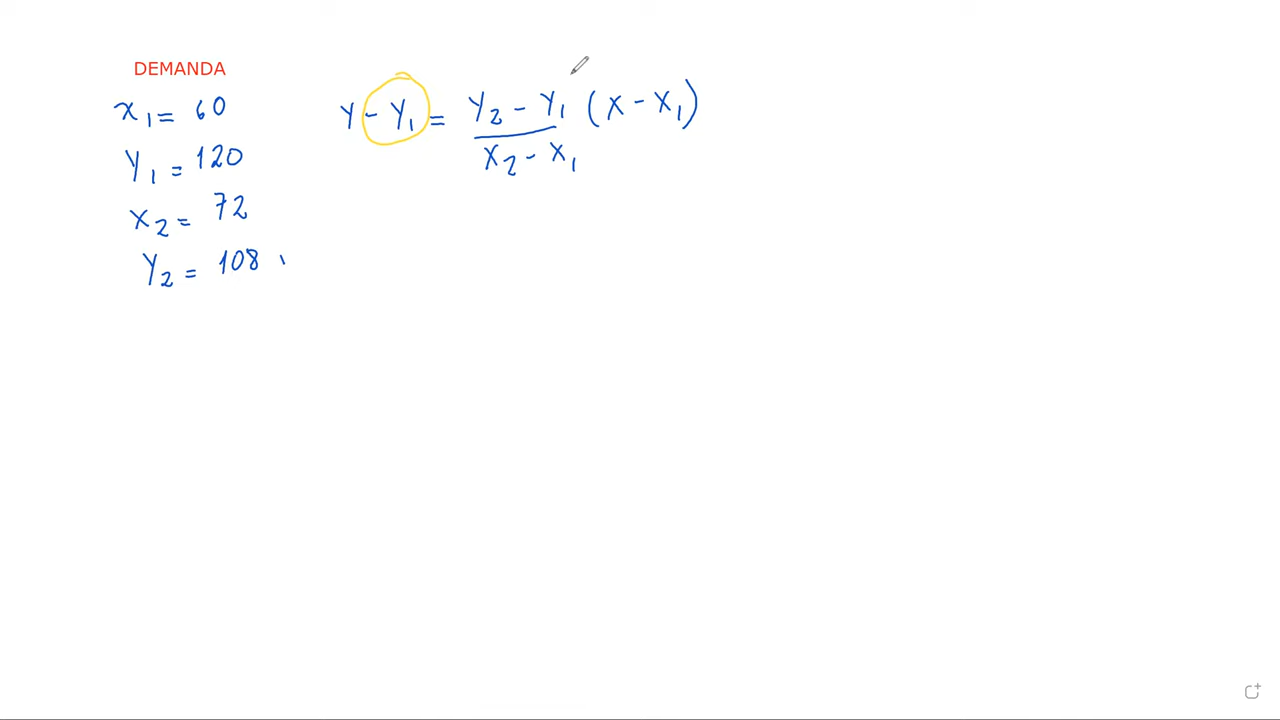 DEMANDA
x₁ = 60
Y₁ = 120
X₂ = 72
Y₂ = 108
Y - Y₁ = Y₂ - Y₁ (X - X₁)
X₂ - X₁